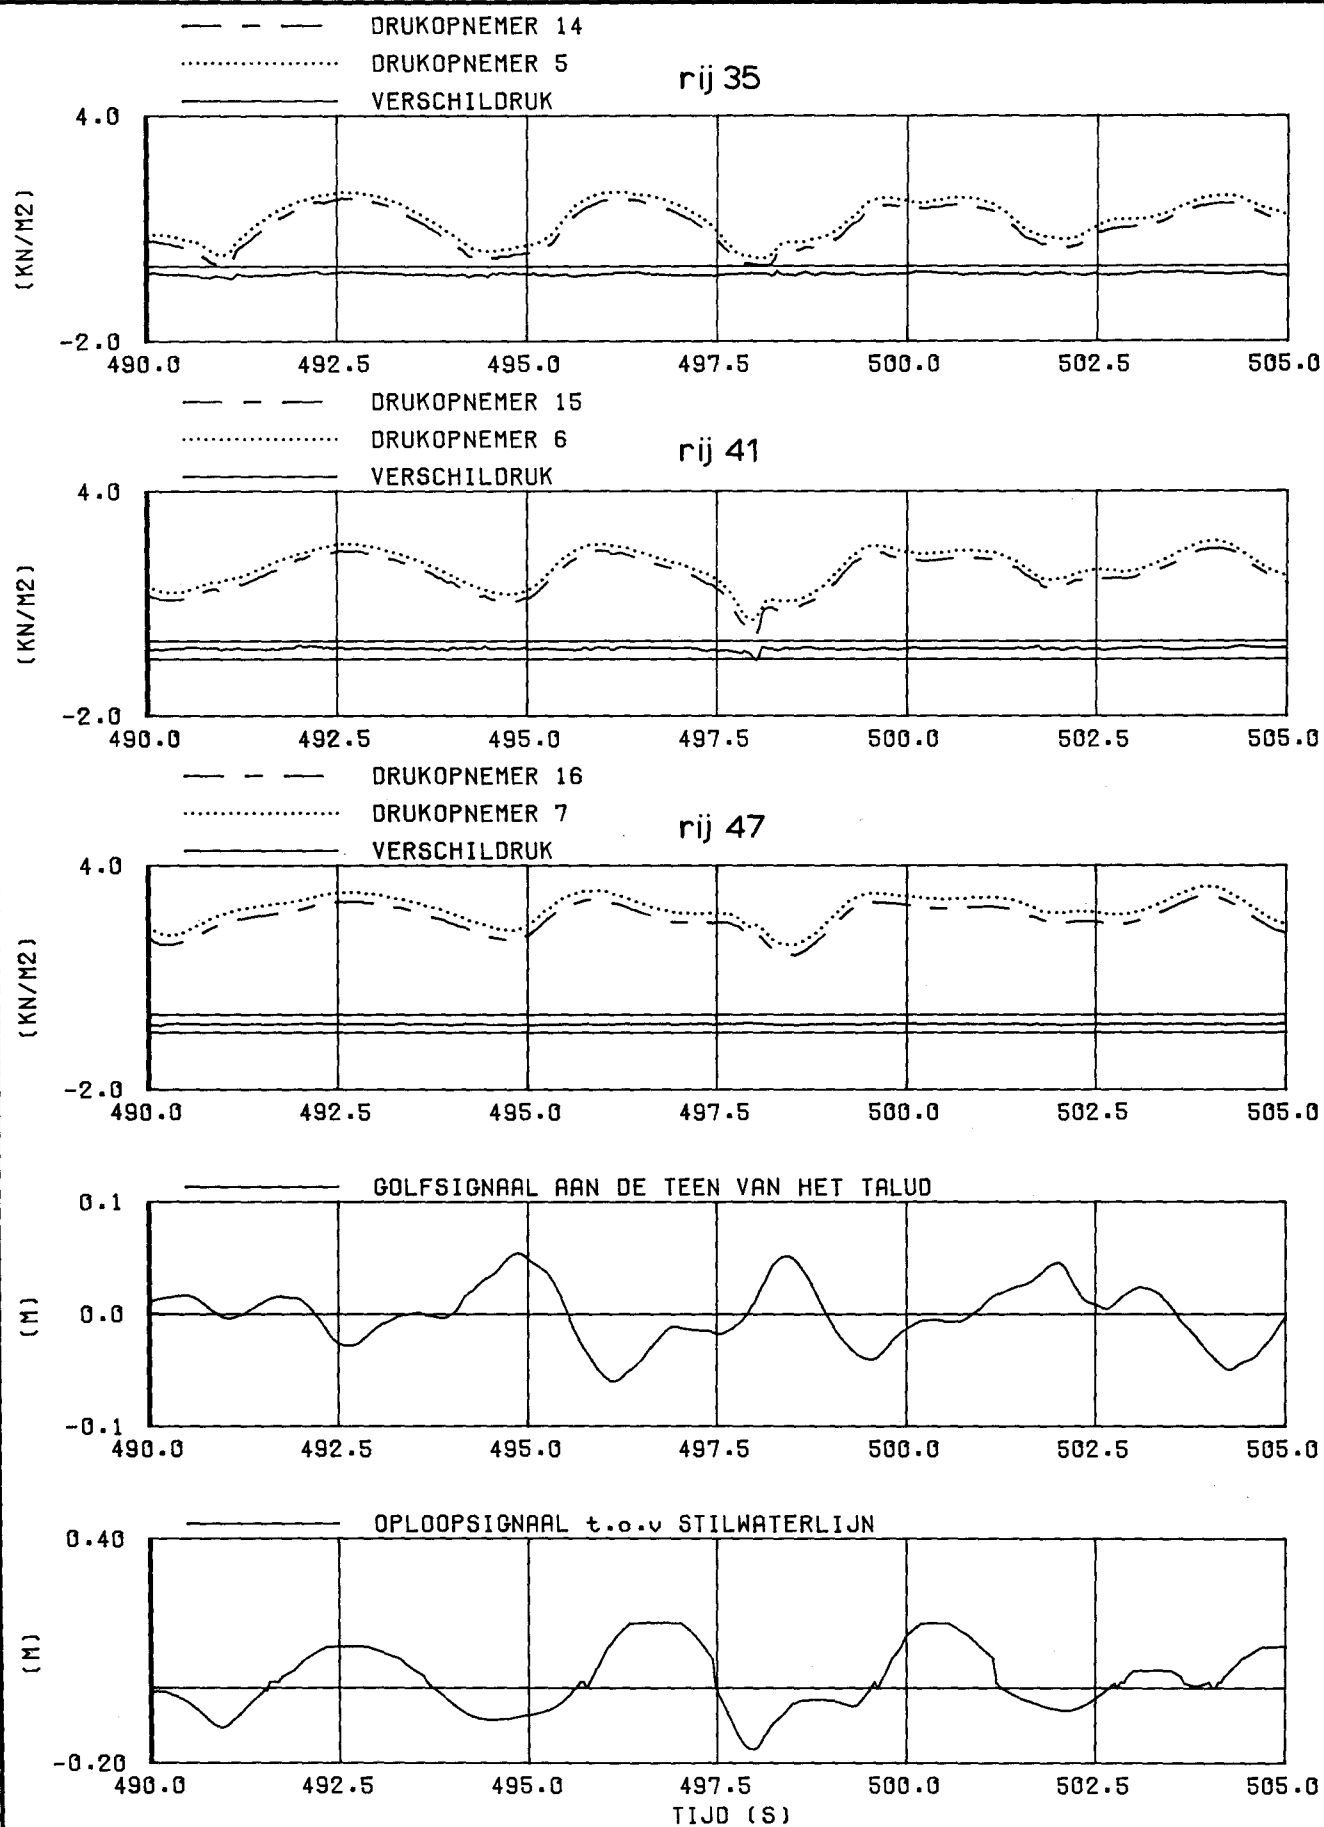 DRUKOPNEMER 14
DRUKOPNEMER 5
rij 35
VERSCHILDRUK
4.0
(KN/M2)
-2.0
490.0 492.5 495.0 497.5 500.0 502.5 505.0
DRUKOPNEMER 15
DRUKOPNEMER 6
rij 41
VERSCHILDRUK
4.0
(KN/M2)
-2.0
490.0 492.5 495.0 497.5 500.0 502.5 505.0
DRUKOPNEMER 16
DRUKOPNEMER 7
rij 47
VERSCHILDRUK
4.0
(KN/M2)
-2.0
490.0 492.5 495.0 497.5 500.0 502.5 505.0
GOLFSIGNAAL AAN DE TEEN VAN HET TALUD
0.1
(M)
0.0
-0.1
490.0 492.5 495.0 497.5 500.0 502.5 505.0
OPLOOPSIGNAAL t.o.v STILWATERLIJN
0.40
(M)
-0.20
490.0 492.5 495.0 497.5 500.0 502.5 505.0
TIJD (S)